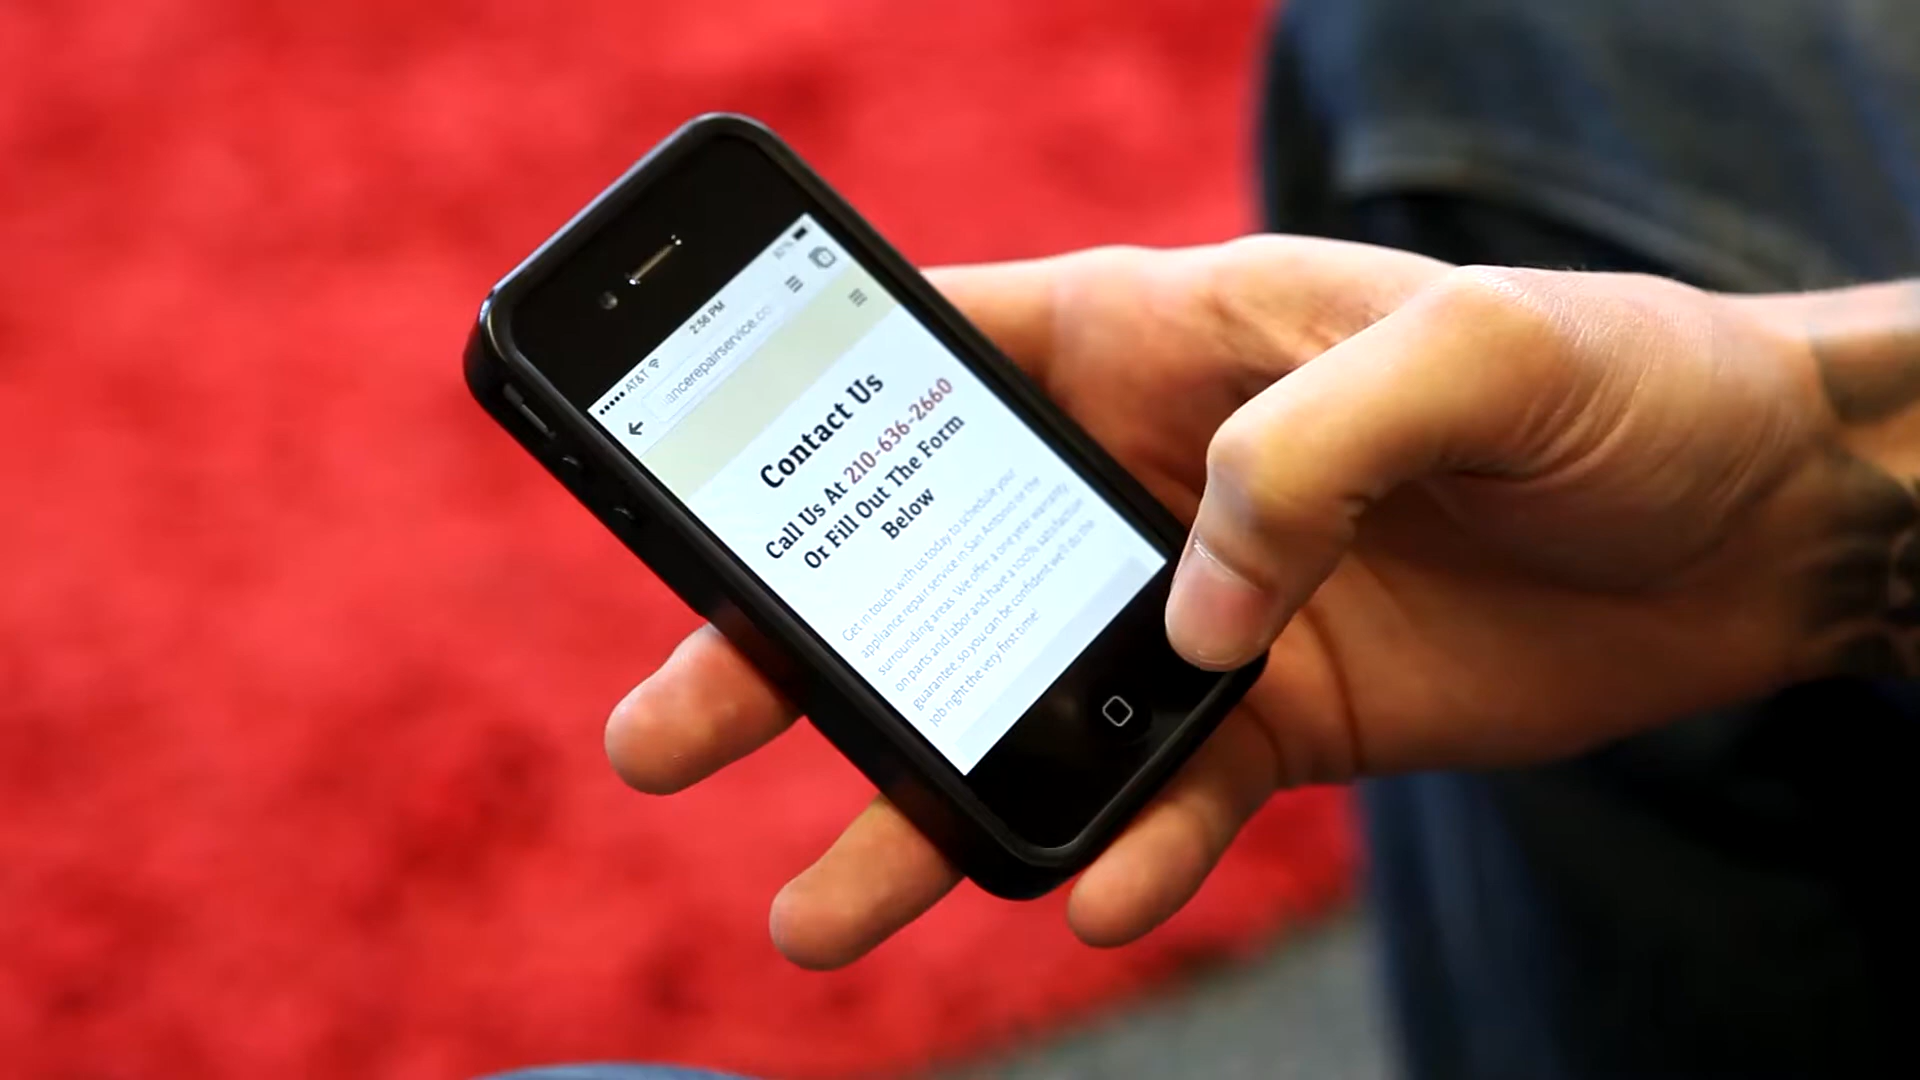 AT&T
2:56 PM
ancerepairservice.co
Contact Us
Call Us At 210-636-2660
Or Fill Out The Form
Below
Get in touch with us today to schedule your
appliance repair service in San Antonio or the
surrounding areas. We offer a one year warranty
on parts and labor and have a 100% satisfaction
guarantee, so you can be confident we'll do the
job right the very first time!